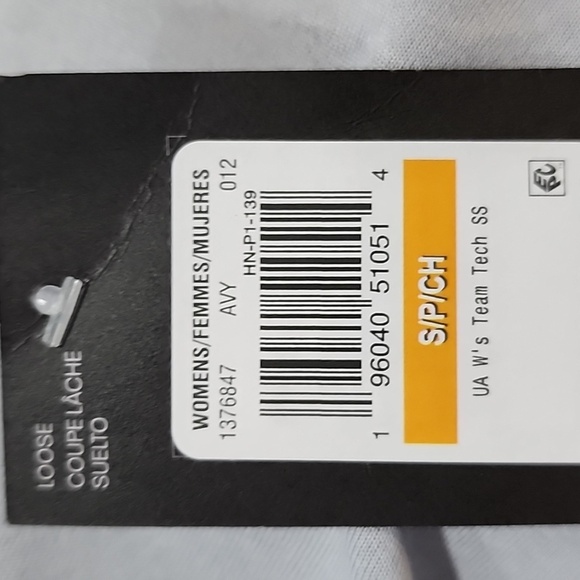 LOOSE
COUPE LÂCHE
SUELTO
WOMENS/FEMMES/MUJERES
1376847 AVY 012
HN-P1-139
1 96040 51051 4
S/P/CH
UA W's Team Tech SS